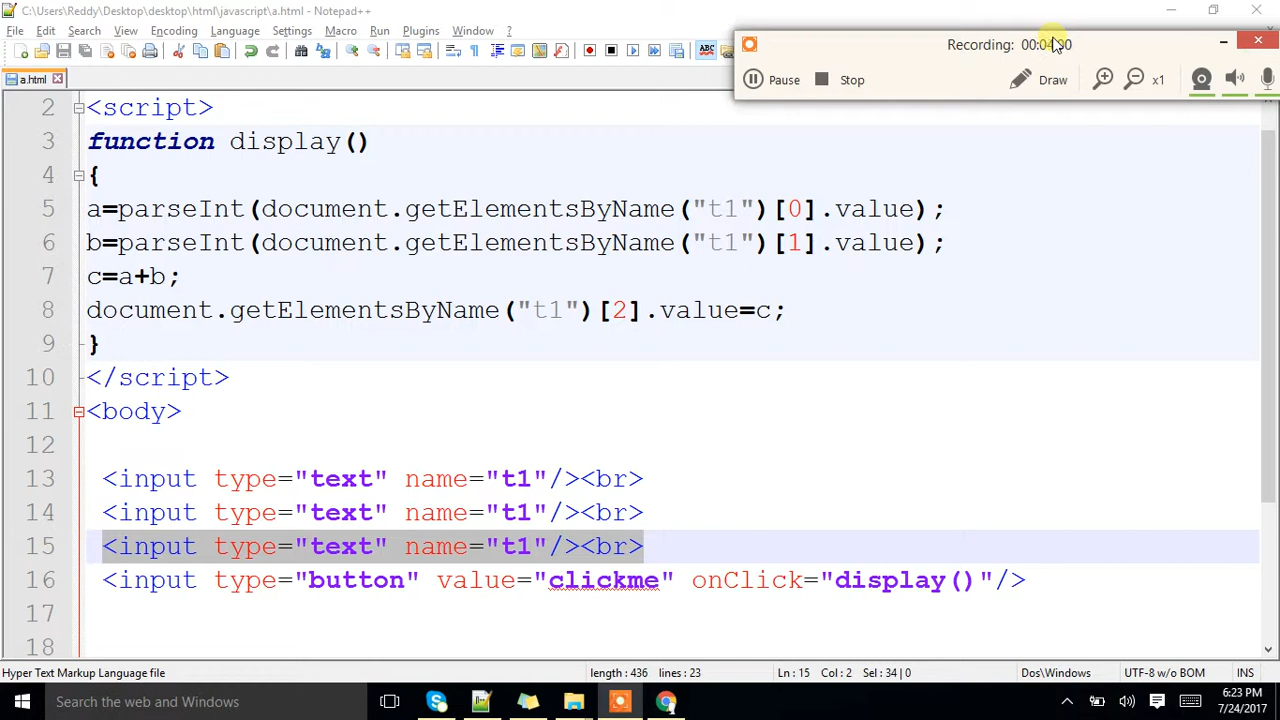 C:\Users\Reddy\Desktop\desktop\html\javascript\a.html - Notepad++
File Edit Search View Encoding Language Settings Macro Run Plugins Window ?
Recording:
Pause Stop Draw x1
a.html
2 <script>
3 function display()
4 {
5 a=parseInt(document.getElementsByName("t1")[0].value);
6 b=parseInt(document.getElementsByName("t1")[1].value);
7 c=a+b;
8 document.getElementsByName("t1")[2].value=c;
9 }
10 </script>
11 <body>
12
13 <input type="text" name="t1"/><br>
14 <input type="text" name="t1"/><br>
15 <input type="text" name="t1"/><br>
16 <input type="button" value="clickme" onClick="display()"/>
17
18
Hyper Text Markup Language file length : 436 lines : 23 Ln : 15 Col : 2 Sel : 34 | 0 Dos\Windows UTF-8 w/o BOM INS
Search the web and Windows
6:23 PM
7/24/2017